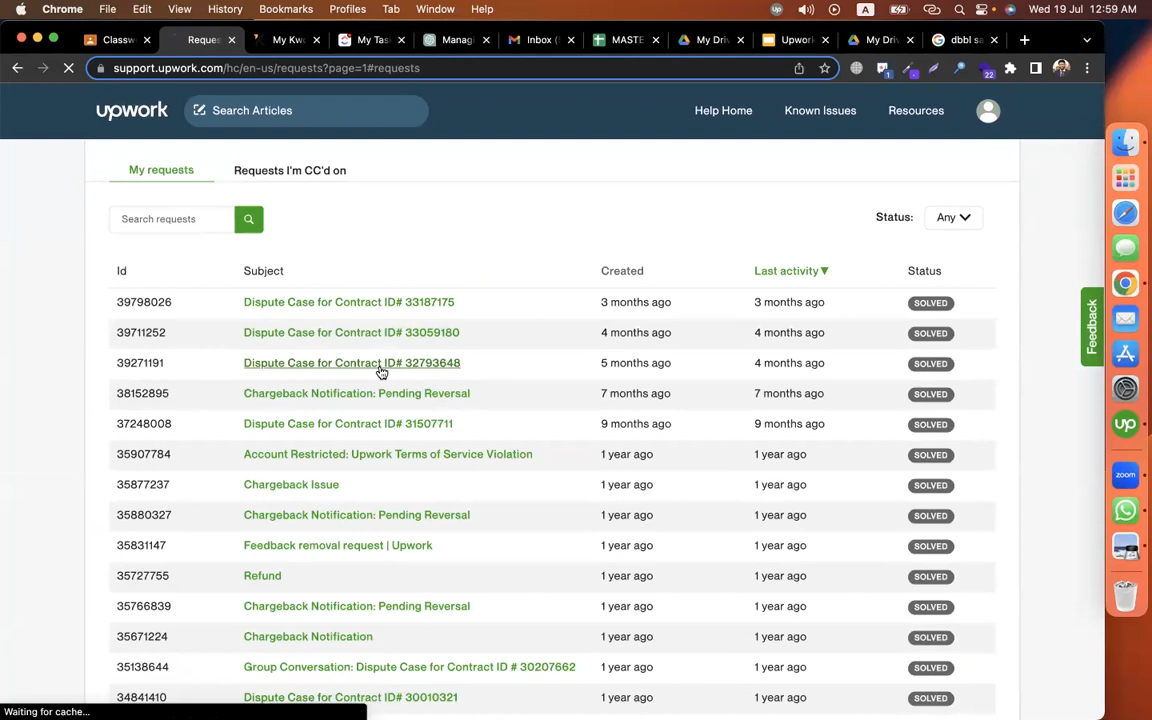 Chrome File Edit View History Bookmarks Profiles Tab Window Help Up A Wed 19 Jul 12:59 AM
Classw Reques My Kw My Tas Managi Inbox ( MASTE My Driv Upwork My Driv dbbl sa
support.upwork.com/hc/en-us/requests?page=1#requests 1 22
upwork Search Articles Help Home Known Issues Resources
My requests Requests I'm CC'd on
Search requests Status: Any
Id Subject Created Last activity▼ Status
39798026 Dispute Case for Contract ID# 33187175 3 months ago 3 months ago SOLVED
39711252 Dispute Case for Contract ID# 33059180 4 months ago 4 months ago SOLVED
39271191 Dispute Case for Contract ID# 32793648 5 months ago 4 months ago SOLVED
38152895 Chargeback Notification: Pending Reversal 7 months ago 7 months ago SOLVED
37248008 Dispute Case for Contract ID# 31507711 9 months ago 9 months ago SOLVED
35907784 Account Restricted: Upwork Terms of Service Violation 1 year ago 1 year ago SOLVED
35877237 Chargeback Issue 1 year ago 1 year ago SOLVED
35880327 Chargeback Notification: Pending Reversal 1 year ago 1 year ago SOLVED
35831147 Feedback removal request | Upwork 1 year ago 1 year ago SOLVED
35727755 Refund 1 year ago 1 year ago SOLVED
35766839 Chargeback Notification: Pending Reversal 1 year ago 1 year ago SOLVED
35671224 Chargeback Notification 1 year ago 1 year ago SOLVED
35138644 Group Conversation: Dispute Case for Contract ID # 30207662 1 year ago 1 year ago SOLVED
34841410 Dispute Case for Contract ID# 30010321 1 year ago 1 year ago SOLVED
Waiting for cache...
Feedback
up
zoom